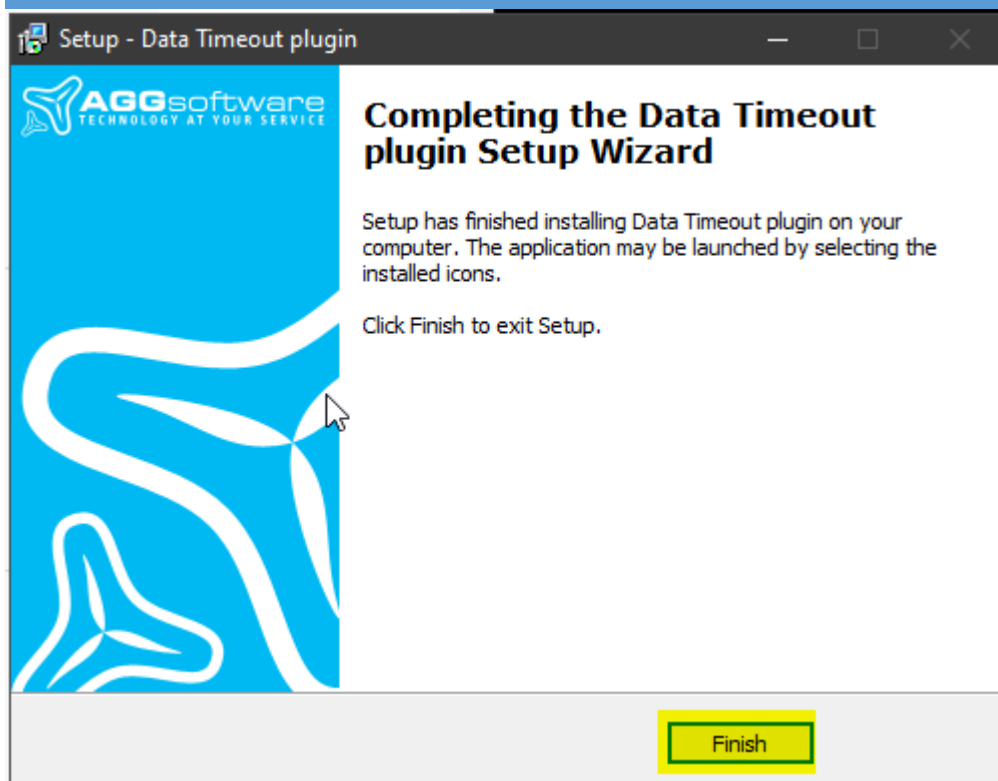 Setup - Data Timeout plugin
AGGsoftware
TECHNOLOGY AT YOUR SERVICE
Completing the Data Timeout
plugin Setup Wizard
Setup has finished installing Data Timeout plugin on your
computer. The application may be launched by selecting the
installed icons.
Click Finish to exit Setup.
Finish